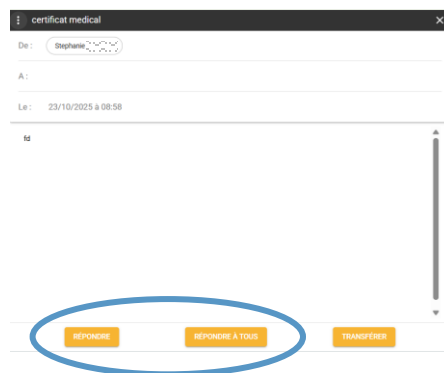 certificat medical
De : Stephanie
A :
Le : 23/10/2025 à 08:58
fd
RÉPONDRE RÉPONDRE À TOUS TRANSFÉRER